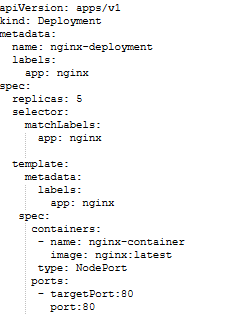 apiVersion: apps/v1
kind: Deployment
metadata:
  name: nginx-deployment
  labels:
    app: nginx
spec:
  replicas: 5
  selector:
    matchLabels:
      app: nginx

  template:
    metadata:
      labels:
        app: nginx
   spec:
     containers:
      - name: nginx-container
        image: nginx:latest
      type: NodePort
     ports:
      - targetPort:80
        port:80